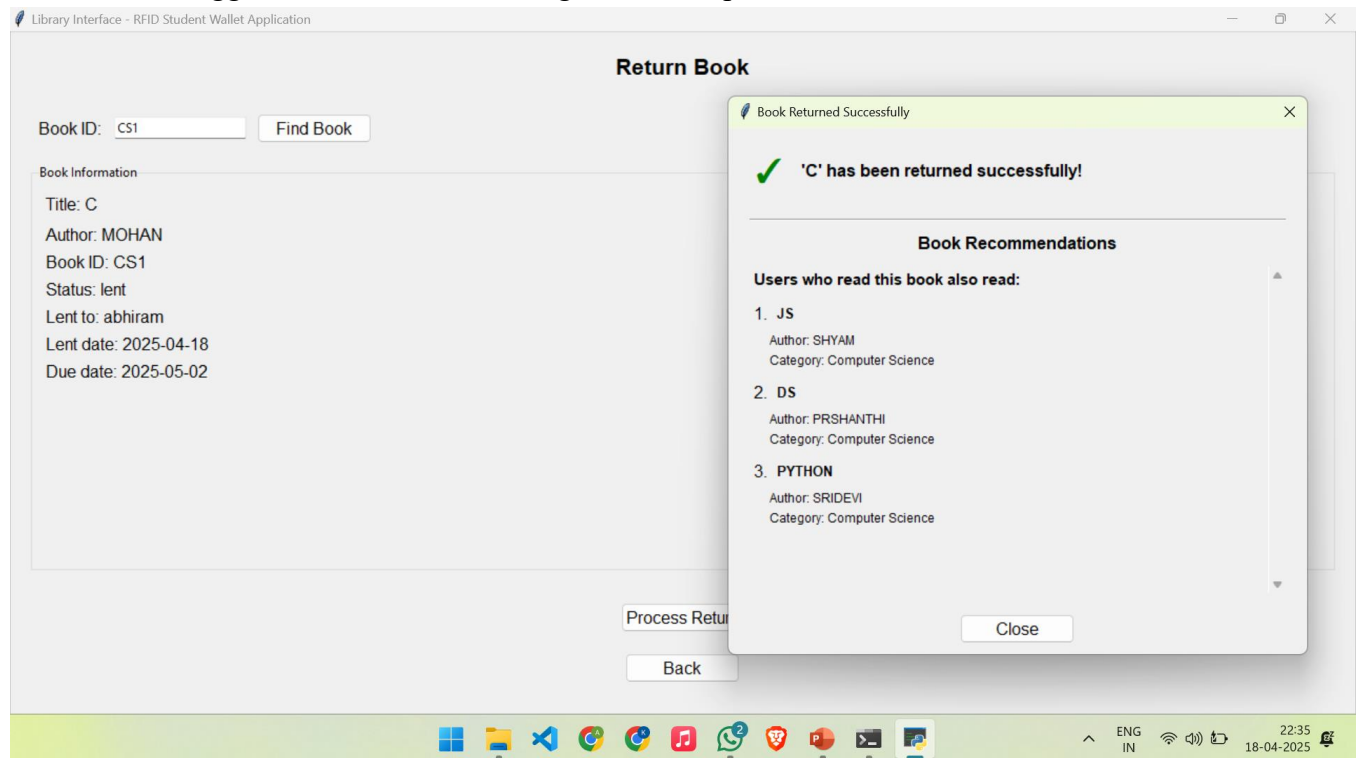 Library Interface - RFID Student Wallet Application
Return Book
Book ID: CS1 Find Book
Book Information
Title: C
Author: MOHAN
Book ID: CS1
Status: lent
Lent to: abhiram
Lent date: 2025-04-18
Due date: 2025-05-02
Process Retur
Back
Book Returned Successfully
'C' has been returned successfully!
Book Recommendations
Users who read this book also read:
1. JS
Author: SHYAM
Category: Computer Science
2. DS
Author: PRSHANTHI
Category: Computer Science
3. PYTHON
Author: SRIDEVI
Category: Computer Science
Close
2
ENG
IN
22:35
18-04-2025